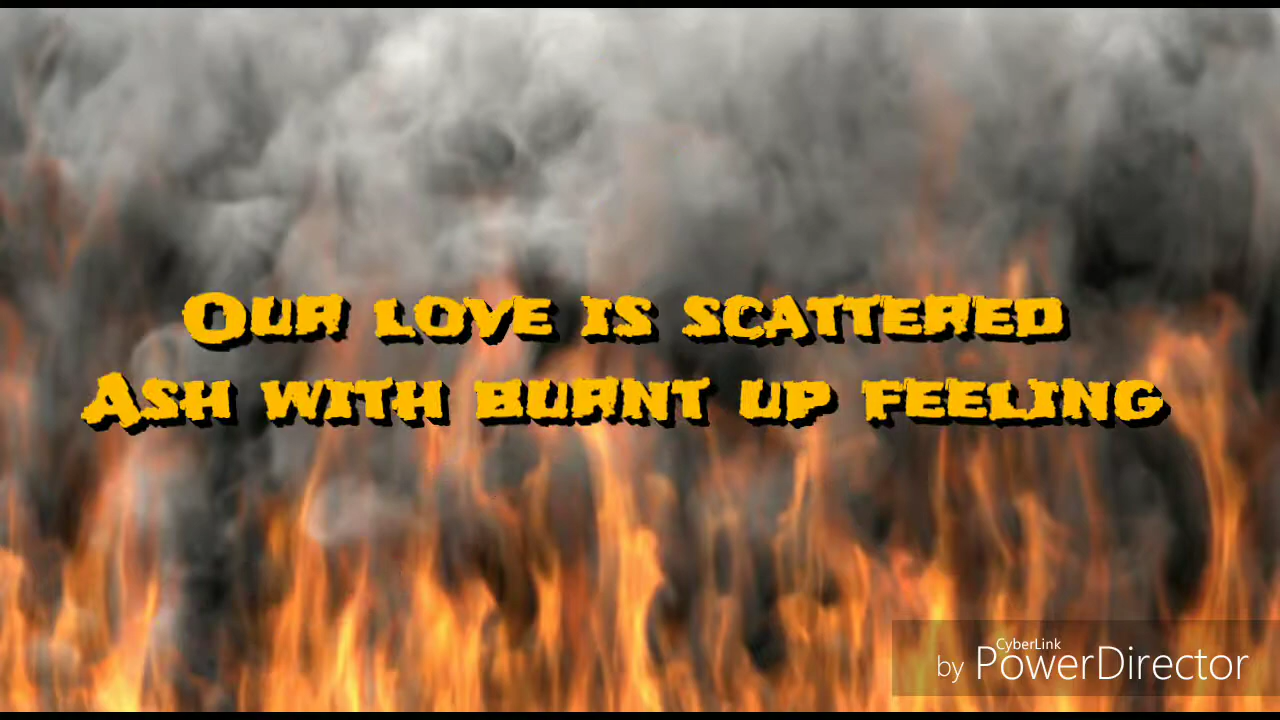 Our love is scattered
Ash with burnt up feeling
CyberLink
by PowerDirector